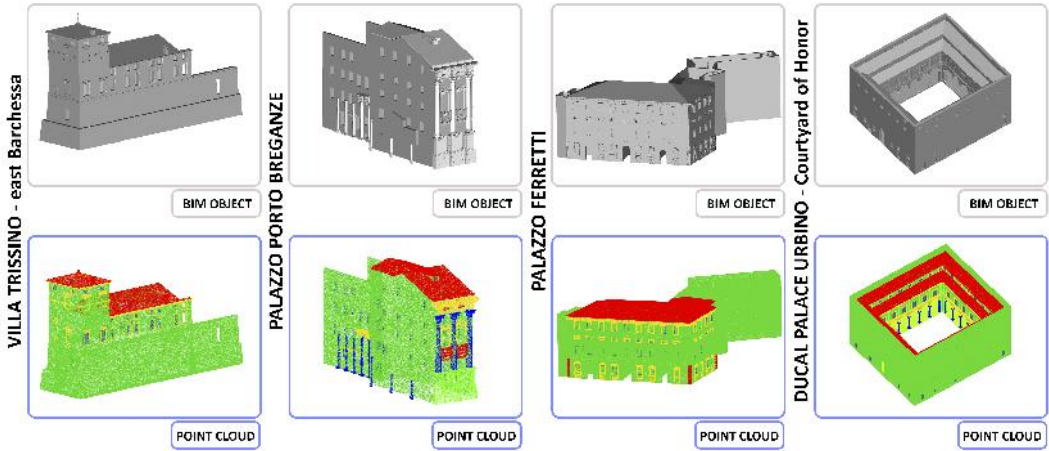 VILLA TRISSINO - east Barchessa
BIM OBJECT
POINT CLOUD
PALAZZO PORTO BREGANZE
BIM OBJECT
POINT CLOUD
PALAZZO FERRETTI
BIM OBJECT
POINT CLOUD
DUCAL PALACE URBINO - Courtyard of Honor
BIM OBJECT
POINT CLOUD